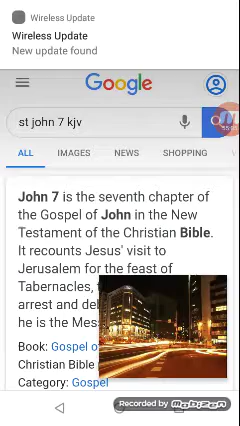 Wireless Update
Wireless Update
New update found
Google
st john 7 kjv
ALL IMAGES NEWS SHOPPING
John 7 is the seventh chapter of
the Gospel of John in the New
Testament of the Christian Bible.
It recounts Jesus' visit to
Jerusalem for the feast of
Tabernacles,
arrest and
he is the
Book: Gospel
Christian Bible
Category: Gospel
Recorded by mobizen